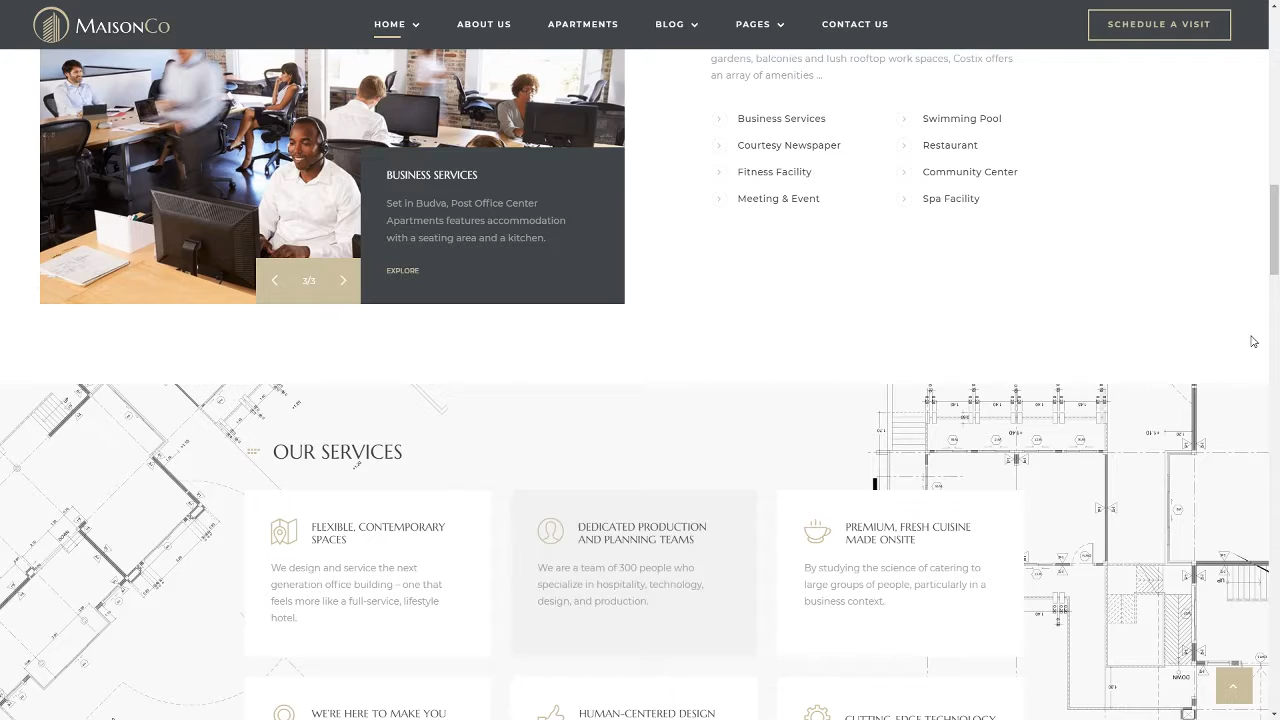 MAISONCO
HOME
ABOUT US
APARTMENTS
BLOG
PAGES
CONTACT US
SCHEDULE A VISIT
gardens, balconies and lush rooftop work spaces, Costix offers
an array of amenities ...
Business Services
Swimming Pool
Courtesy Newspaper
Restaurant
Fitness Facility
Community Center
Meeting & Event
Spa Facility
BUSINESS SERVICES
Set in Budva, Post Office Center
Apartments features accommodation
with a seating area and a kitchen.
EXPLORE
3/3
OUR SERVICES
FLEXIBLE, CONTEMPORARY
SPACES
We design and service the next
generation office building – one that
feels more like a full-service, lifestyle
hotel.
DEDICATED PRODUCTION
AND PLANNING TEAMS
We are a team of 300 people who
specialize in hospitality, technology,
design, and production.
PREMIUM, FRESH CUISINE
MADE ONSITE
By studying the science of catering to
large groups of people, particularly in a
business context.
WE'RE HERE TO MAKE YOU
HUMAN-CENTERED DESIGN
CUTTING-EDGE TECHNOLOGY
DOWN